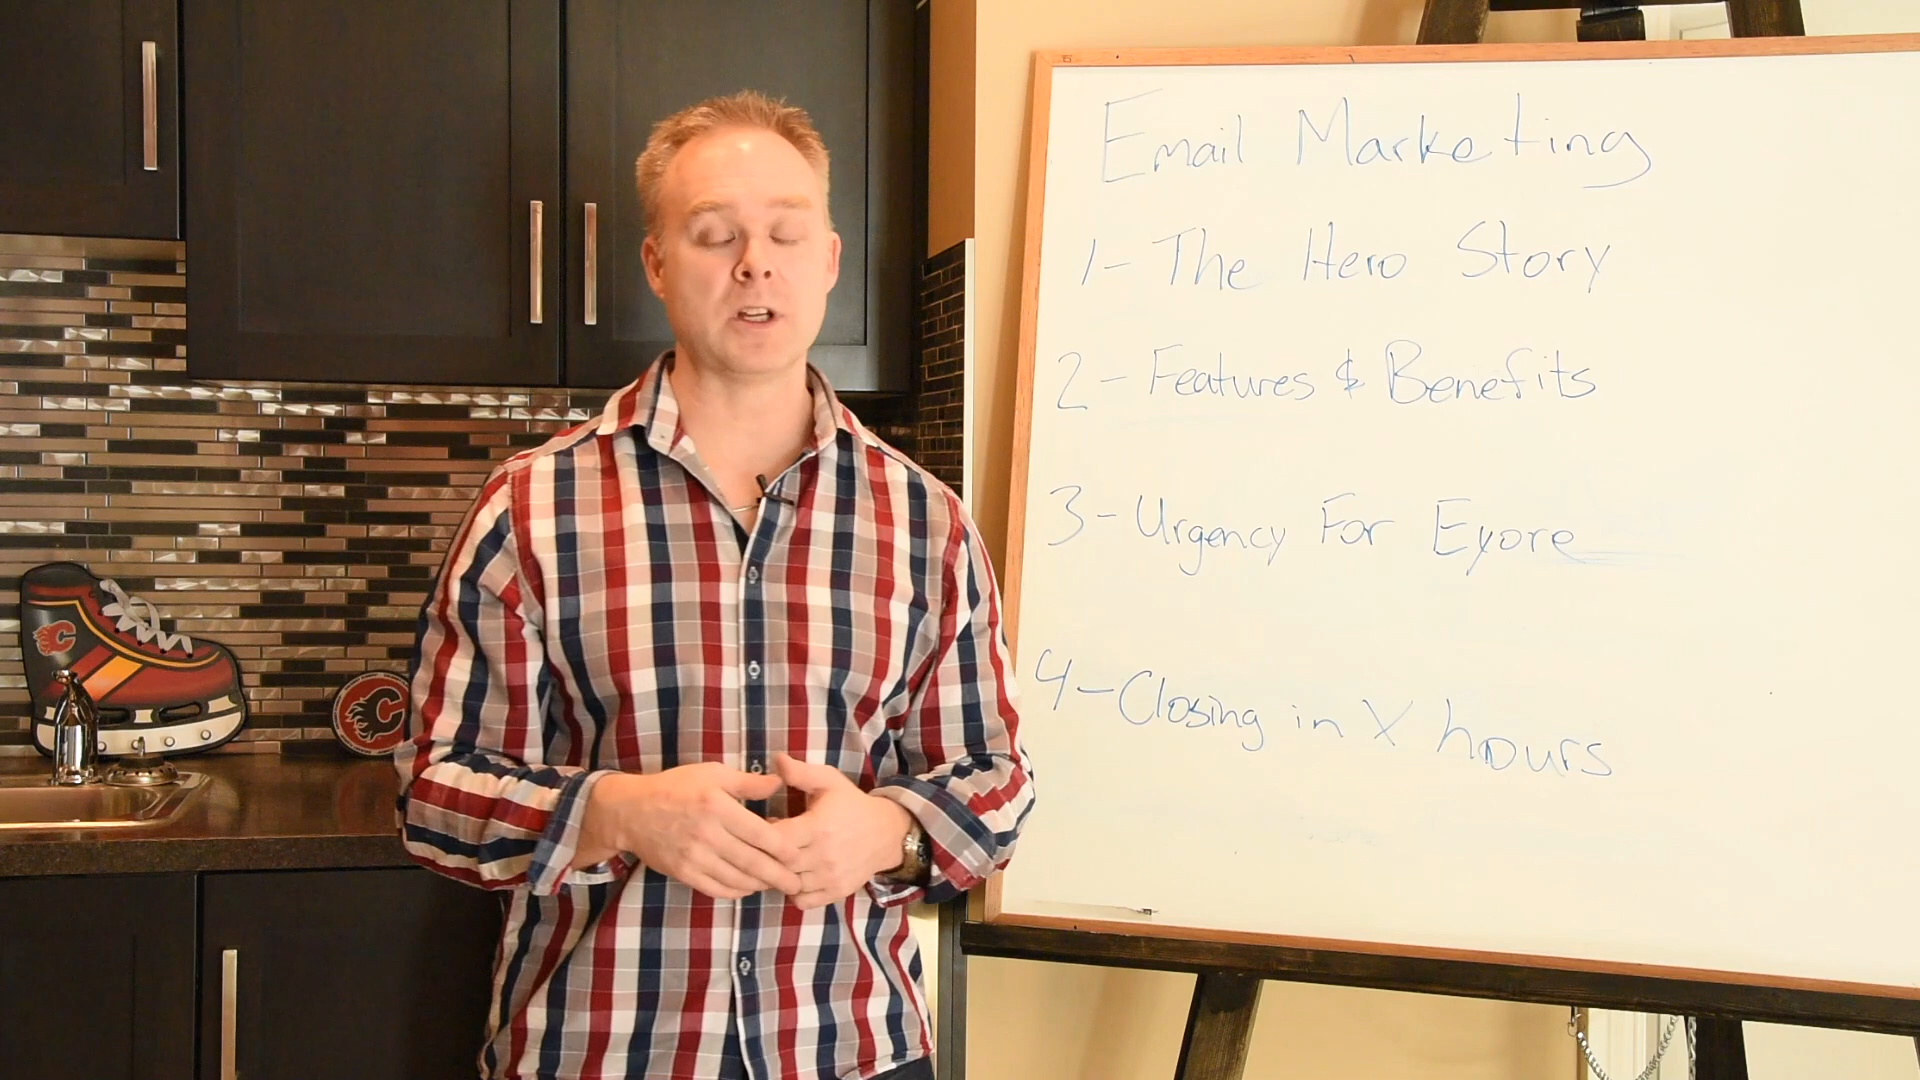 Email Marketing
1- The Hero Story
2- Features & Benefits
3- Urgency For Eyore
4- Closing in X hours